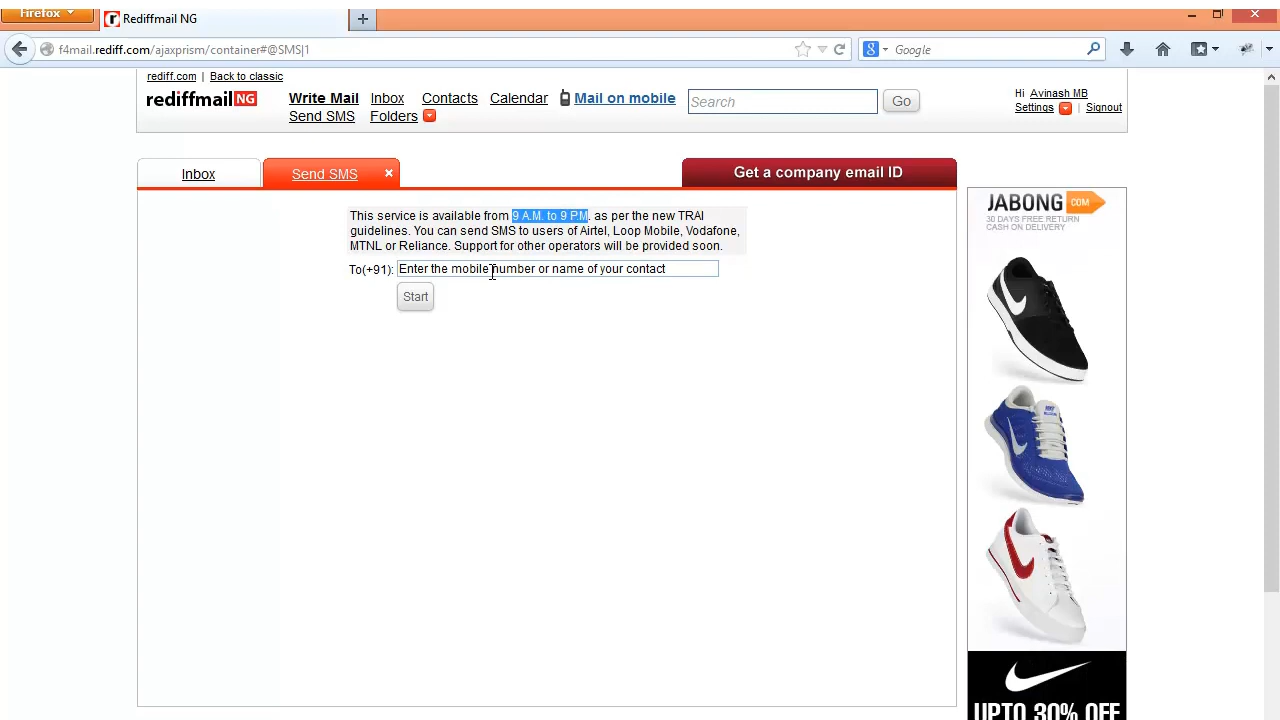 Firefox
Rediffmail NG
f4mail.rediff.com/ajaxprism/container#@SMS|1
Google
rediff.com | Back to classic
rediffmail NG
Write Mail Inbox Contacts Calendar Mail on mobile
Send SMS Folders
Search
Go
Hi Avinash MB
Settings | Signout
Inbox
Send SMS ×
Get a company email ID
This service is available from 9 A.M. to 9 PM. as per the new TRAI
Guidelines. You can send SMS to users of Airtel, Loop Mobile, Vodafone,
MTNL or Reliance. Support for other operators will be provided soon.
To(+91): Enter the mobile number or name of your contact
Start
JABONG .COM
30 DAYS FREE RETURN
CASH ON DELIVERY
UPTO 30% OFF